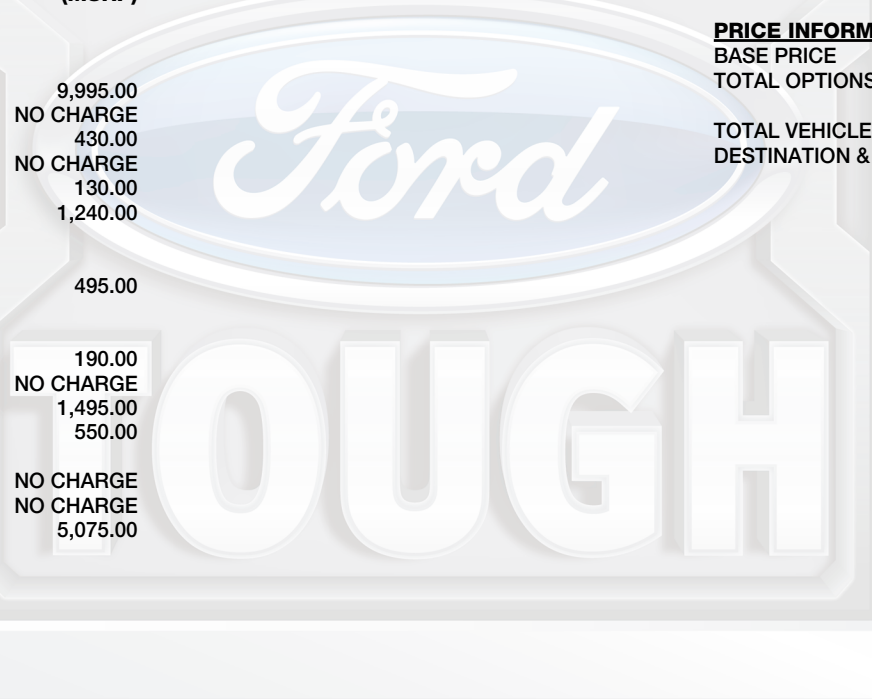 (MSRP)
9,995.00
NO CHARGE
430.00
NO CHARGE
130.00
1,240.00
495.00
190.00
NO CHARGE
1,495.00
550.00
NO CHARGE
NO CHARGE
5,075.00
PRICE INFORM
BASE PRICE
TOTAL OPTIONS
TOTAL VEHICLE
DESTINATION &
Ford
TOUGH